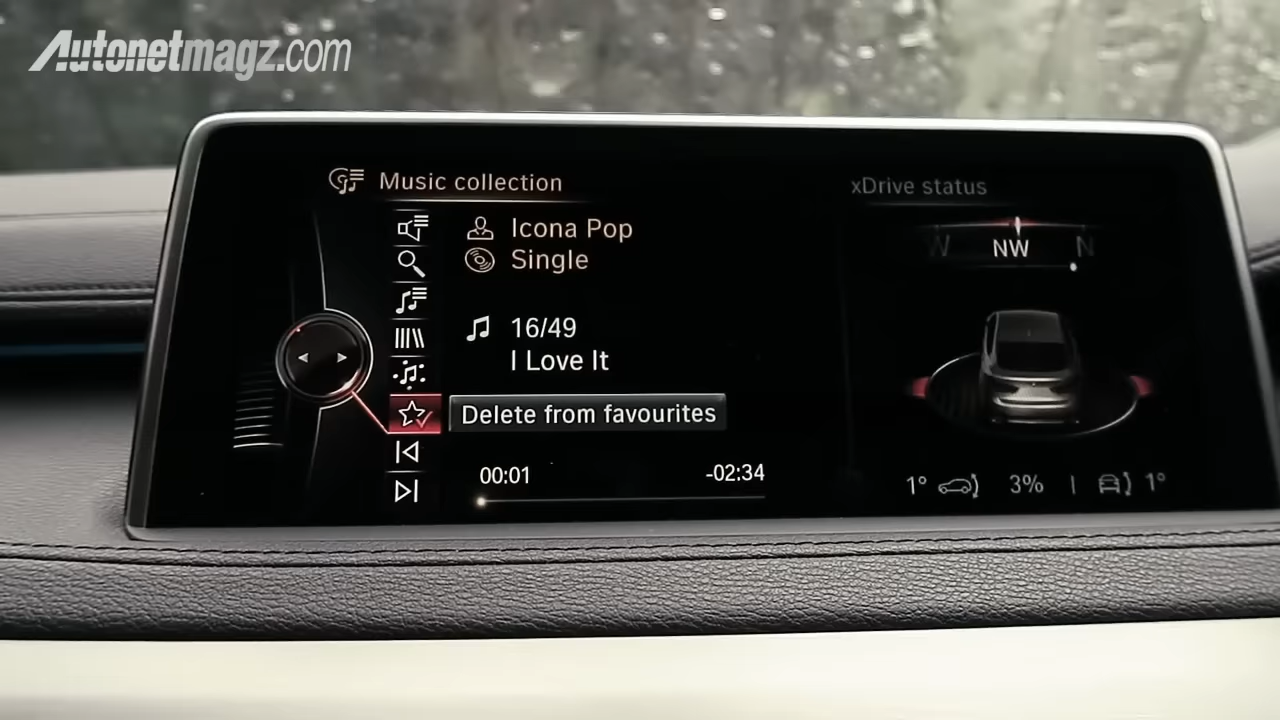 Autonetmagz.com
Music collection
Icona Pop
Single
16/49
I Love It
Delete from favourites
00:01 -02:34
xDrive status
W NW N
1° 3% | 1°